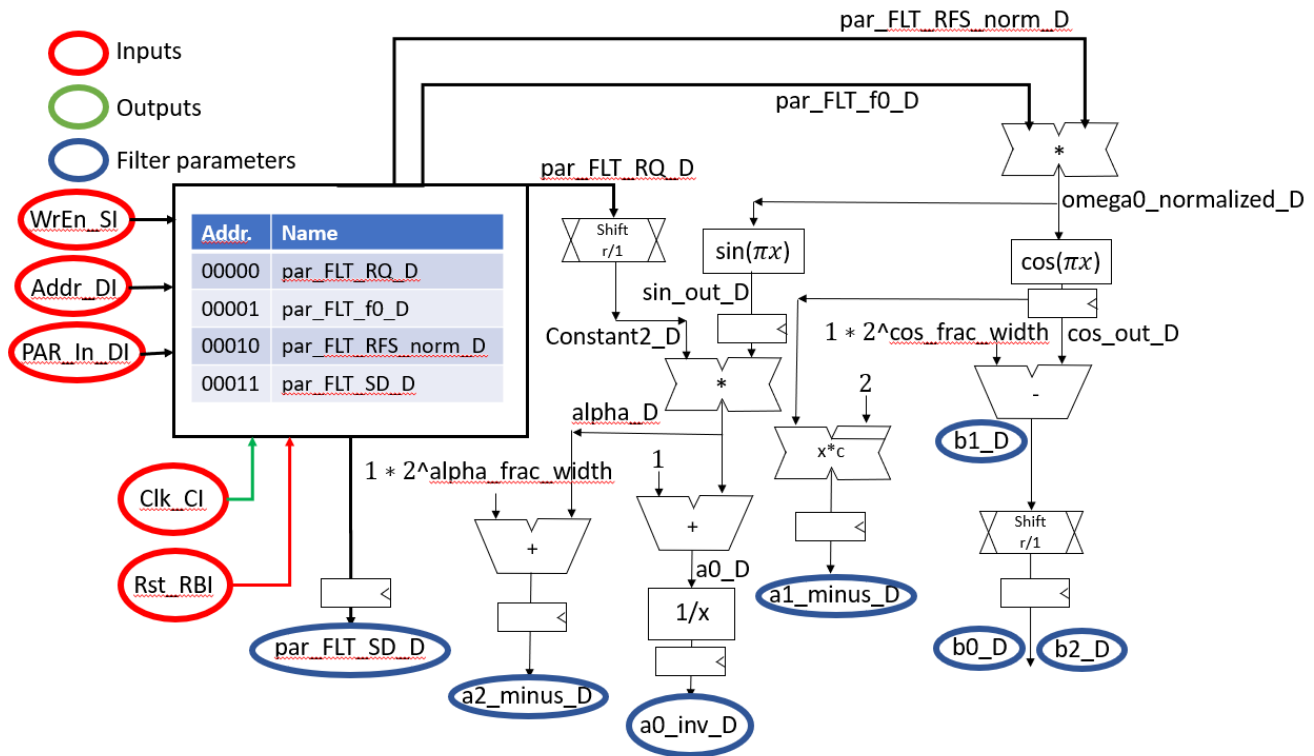 par_FLT_RFS_norm_D
Inputs
Outputs
Filter parameters
par_FLT_f0_D
*
par_FLT_RQ_D
WrEn_SI
Addr_DI
PAR_In_DI
Addr. Name
00000 par_FLT_RQ_D
00001 par_FLT_f0_D
00010 par_FLT_RFS_norm_D
00011 par_FLT_SD_D
Shift
r/1
omega0_normalized_D
sin(πx)
cos(πx)
sin_out_D
Constant2_D
1 * 2^cos_frac_width
cos_out_D
*
2
-
alpha_D
b1_D
x*c
1 * 2^alpha_frac_width
1
Clk_CI
+
+
Shift
r/1
Rst_RBI
a0_D
a1_minus_D
1/x
par_FLT_SD_D
b0_D
b2_D
a2_minus_D
a0_inv_D